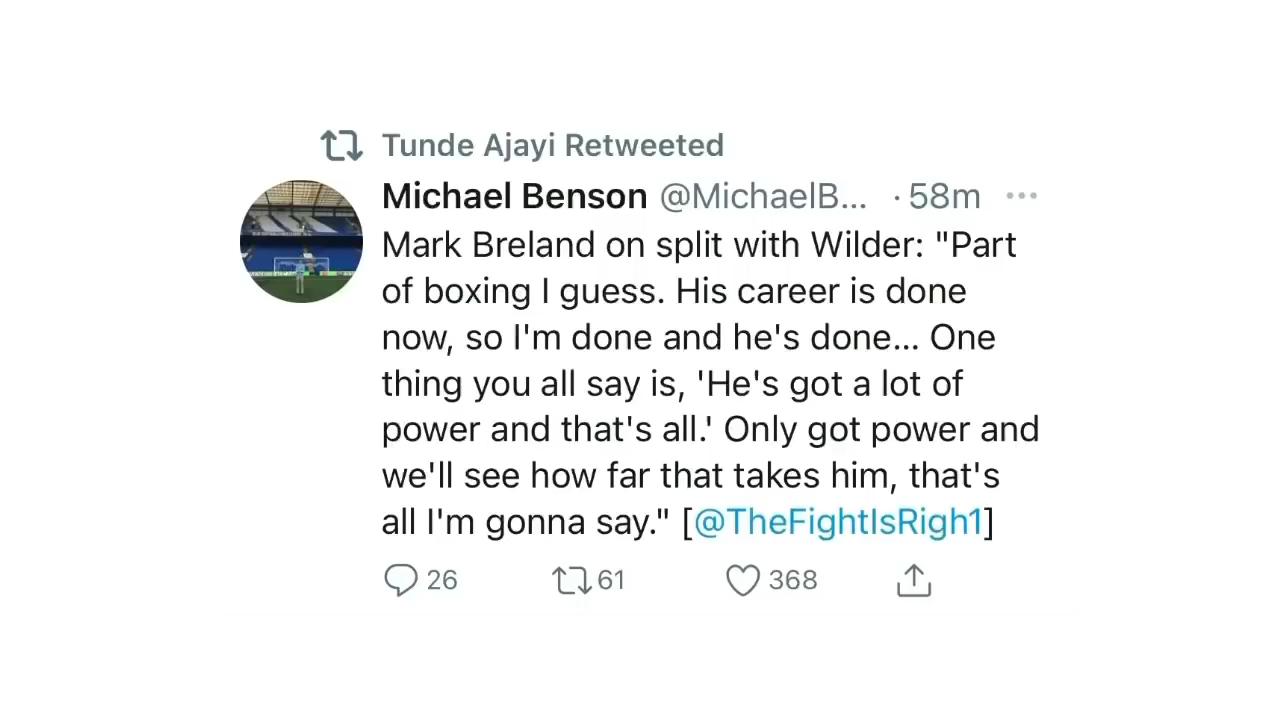 Tunde Ajayi Retweeted
Michael Benson @MichaelB... · 58m
Mark Breland on split with Wilder: "Part
of boxing I guess. His career is done
now, so I'm done and he's done... One
thing you all say is, 'He's got a lot of
power and that's all.' Only got power and
we'll see how far that takes him, that's
all I'm gonna say." [@TheFightIsRigh1]
26 61 368